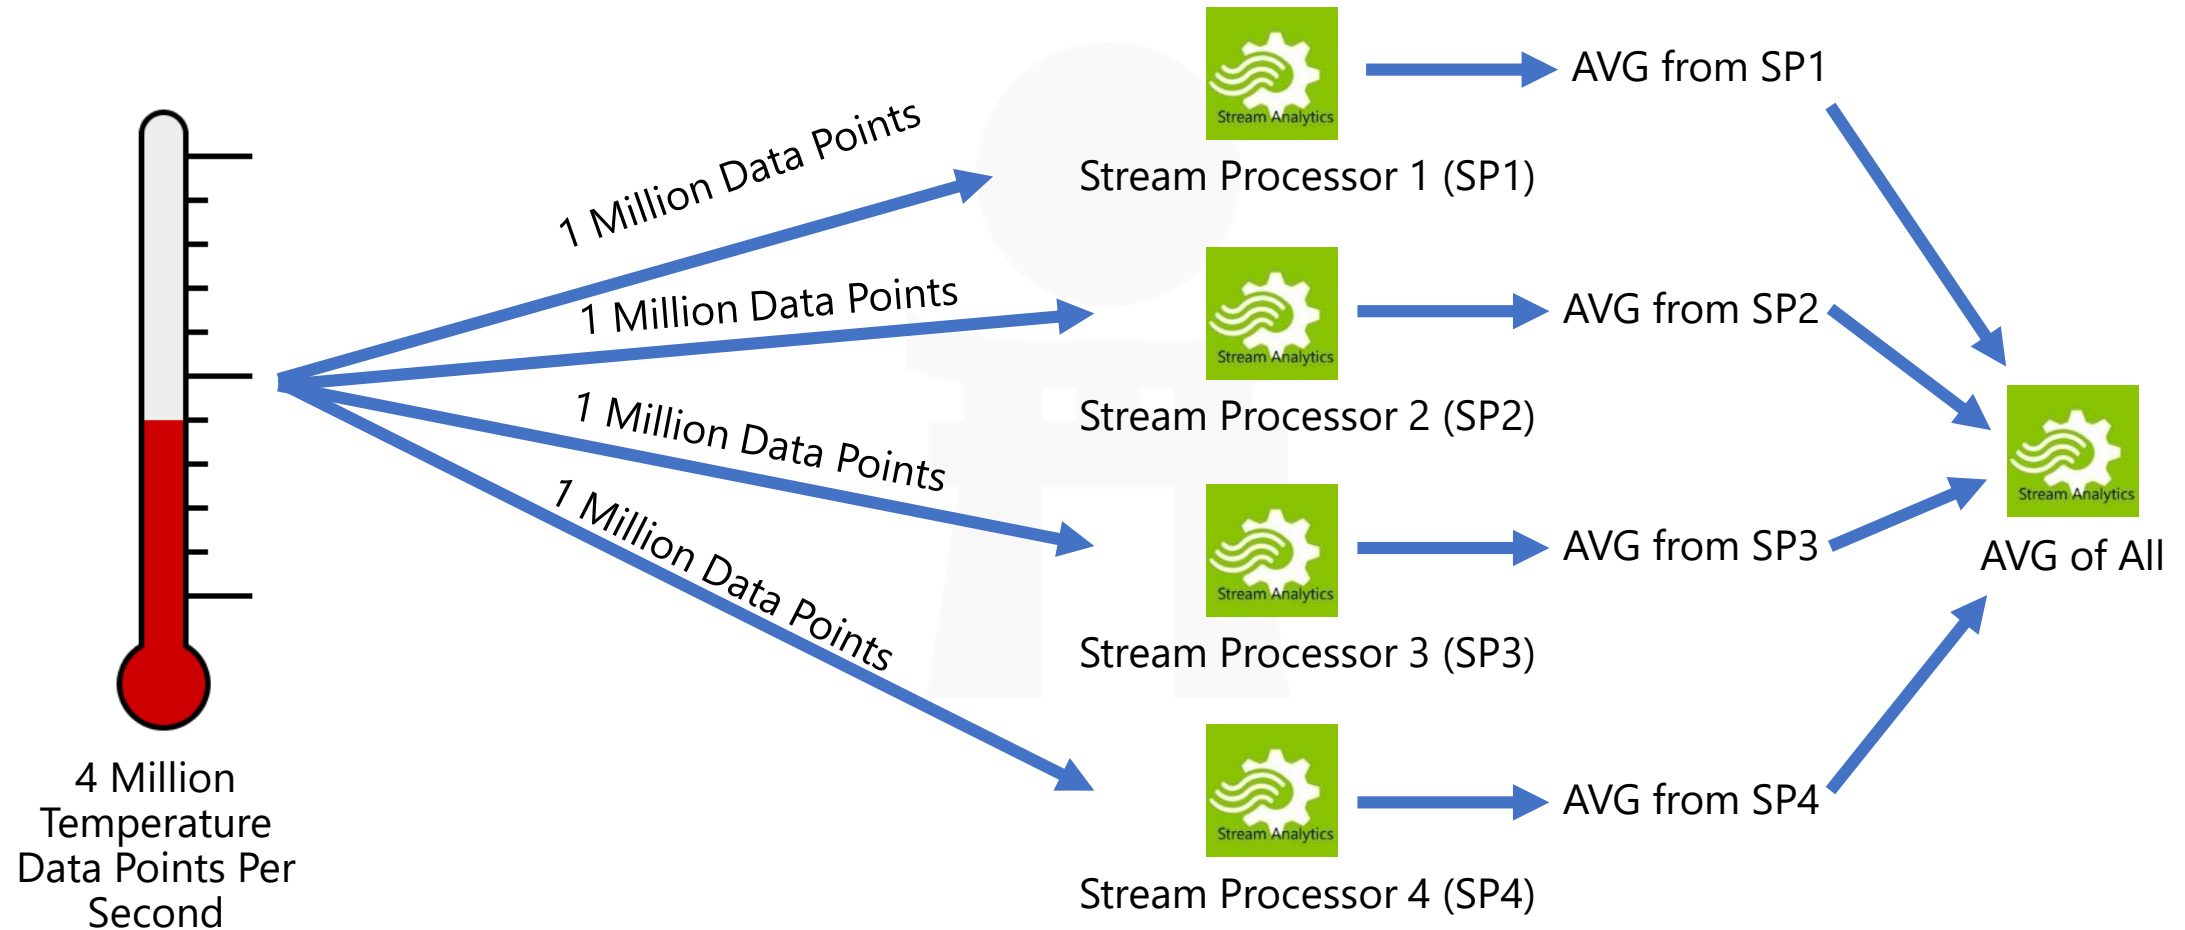 4 Million
Temperature
Data Points Per
Second
1 Million Data Points
1 Million Data Points
1 Million Data Points
1 Million Data Points
Stream Analytics
Stream Processor 1 (SP1)
AVG from SP1
Stream Analytics
Stream Processor 2 (SP2)
AVG from SP2
Stream Analytics
Stream Processor 3 (SP3)
AVG from SP3
Stream Analytics
Stream Processor 4 (SP4)
AVG from SP4
Stream Analytics
AVG of All